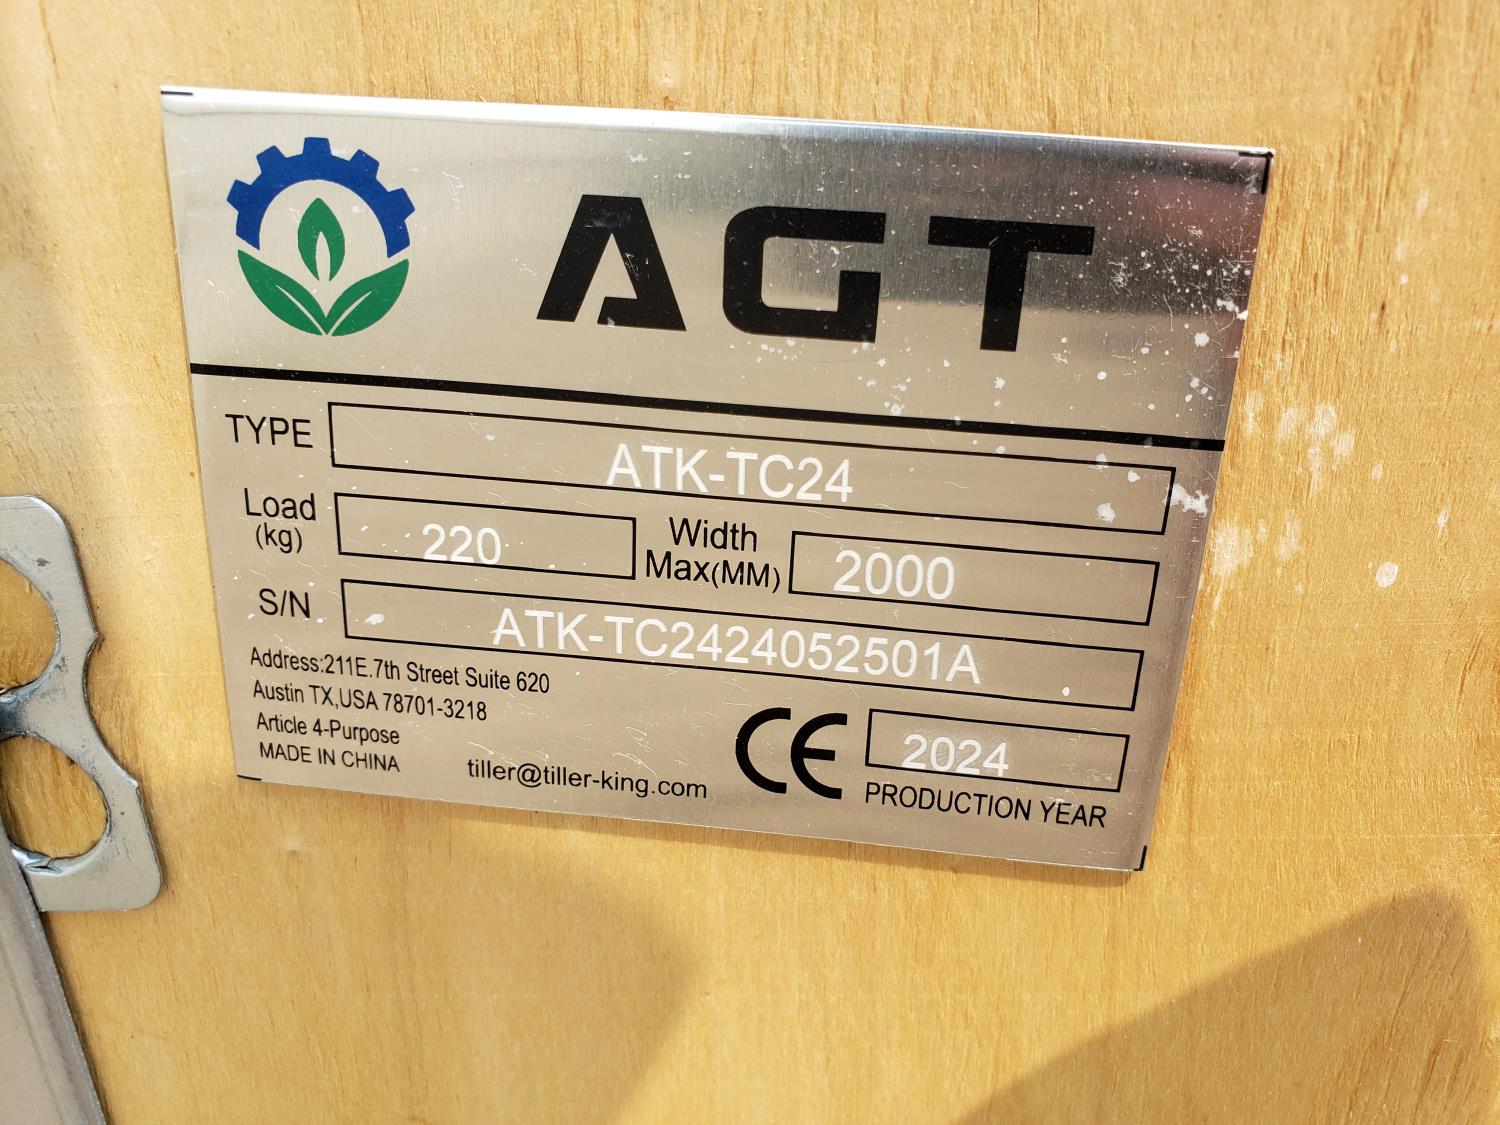 AGT
TYPE ATK-TC24
Load (kg) 220 Width Max(MM) 2000
S/N ATK-TC2424052501A
Address:211E.7th Street Suite 620
Austin TX,USA 78701-3218
Article 4-Purpose
MADE IN CHINA
tiller@tiller-king.com
CE
2024
PRODUCTION YEAR